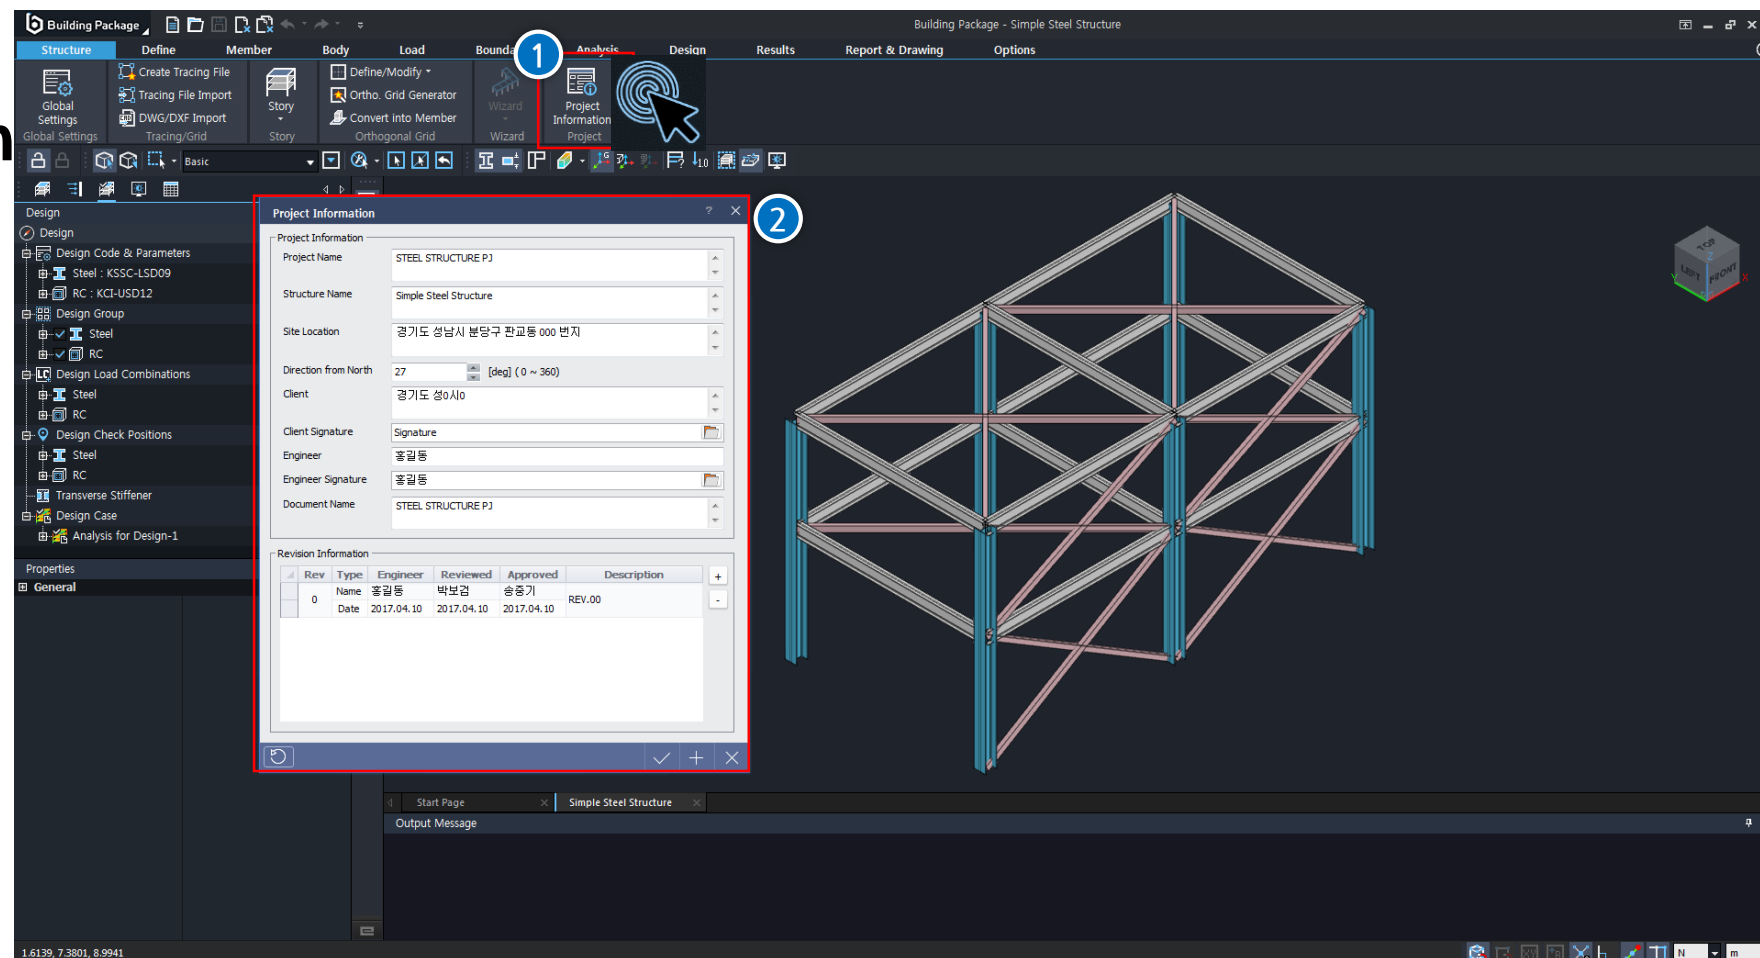 Building Package
Building Package - Simple Steel Structure
Structure Define Member Body Load Analysis Design Results Report & Drawing Options
1
n
Global Settings
Create Tracing File
Tracing File Import
DWG/DXF Import
Story
Define/Modify
Ortho. Grid Generator
Convert into Member
Wizard
Project Information
Global Settings Tracing/Grid Story Orthogonal Grid Wizard Project
Basic
Design
Design
Design Code & Parameters
Steel : KSSC-LSD09
RC : KCI-USD12
Design Group
Steel
RC
Design Load Combinations
Steel
RC
Design Check Positions
Steel
RC
Transverse Stiffener
Design Case
Analysis for Design-1
Properties
General
Project Information ?
2
Project Information
Project Name STEEL STRUCTURE PJ
Structure Name Simple Steel Structure
Site Location 경기도 성남시 분당구 판교동 000 번지
Direction from North 27 [deg] ( 0 ~ 360)
Client 경기도 성0시0
Client Signature Signature
Engineer 홍길동
Engineer Signature 홍길동
Document Name STEEL STRUCTURE PJ
Revision Information
Rev Type Engineer Reviewed Approved Description
+
0 Name 홍길동 박보검 송중기 REV.00
Date 2017.04.10 2017.04.10 2017.04.10
-
TOP
LEFT FRONT
Z
Y X
Start Page Simple Steel Structure
Output Message
1.6139, 7.3801, 8.9941
N m